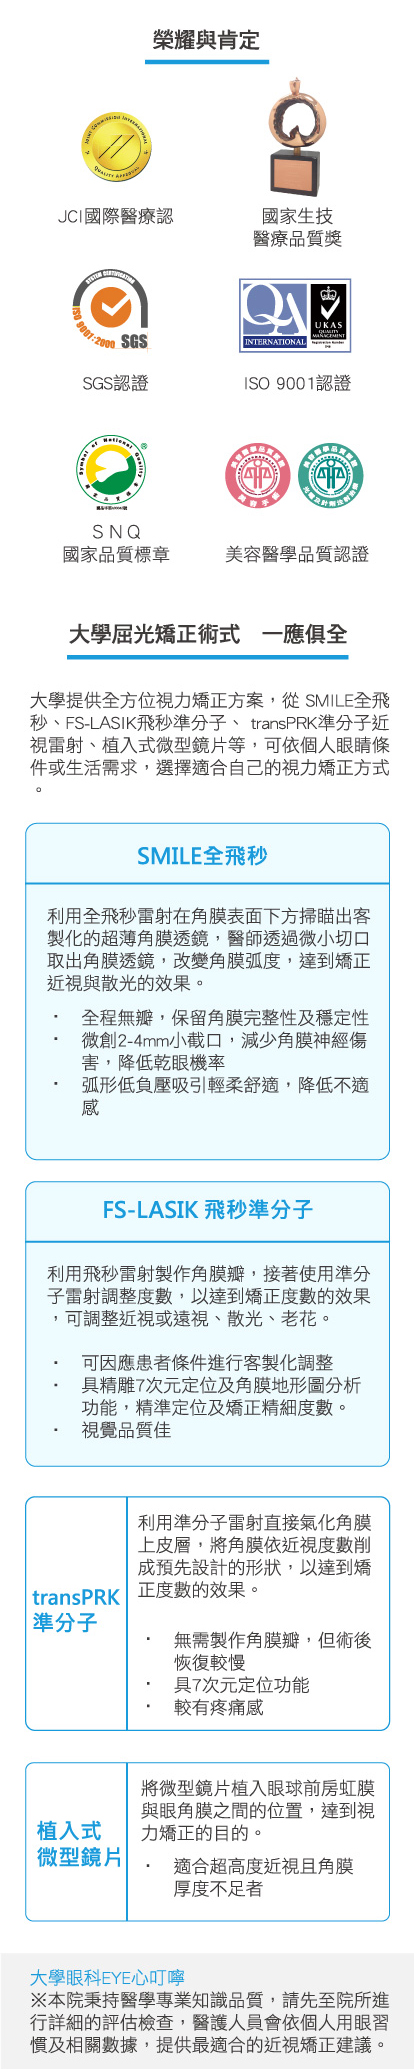 榮耀與肯定
JOINT COMMISSION INTERNATIONAL
QUALITY APPROVAL
JCI國際醫療認
國家生技
醫療品質獎
SYSTEM CERTIFICATION
ISO 9001:2000
SGS
SGS認證
QA
INTERNATIONAL
UKAS
QUALITY
MANAGEMENT
ISO 9001認證
Symbol of National Quality
SNQ
國家品質標章
美容醫學品質認證
大學屈光矯正術式 一應俱全
大學提供全方位視力矯正方案，從 SMILE全飛
秒、FS-LASIK飛秒準分子、 transPRK準分子近
視雷射、植入式微型鏡片等，可依個人眼睛條
件或生活需求，選擇適合自己的視力矯正方式
。
SMILE全飛秒
利用全飛秒雷射在角膜表面下方掃瞄出客
製化的超薄角膜透鏡，醫師透過微小切口
取出角膜透鏡，改變角膜弧度，達到矯正
近視與散光的效果。
· 全程無瓣，保留角膜完整性及穩定性
· 微創2-4mm小截口，減少角膜神經傷
害，降低乾眼機率
· 弧形低負壓吸引輕柔舒適，降低不適
感
FS-LASIK 飛秒準分子
利用飛秒雷射製作角膜瓣，接著使用準分
子雷射調整度數，以達到矯正度數的效果
，可調整近視或遠視、散光、老花。
· 可因應患者條件進行客製化調整
· 具精雕7次元定位及角膜地形圖分析
功能，精準定位及矯正精細度數。
· 視覺品質佳
transPRK
準分子
利用準分子雷射直接氣化角膜
上皮層，將角膜依近視度數削
成預先設計的形狀，以達到矯
正度數的效果。
· 無需製作角膜瓣，但術後
恢復較慢
· 具7次元定位功能
· 較有疼痛感
植入式
微型鏡片
將微型鏡片植入眼球前房虹膜
與眼角膜之間的位置，達到視
力矯正的目的。
· 適合超高度近視且角膜
厚度不足者
大學眼科EYE心叮嚀
※本院秉持醫學專業知識品質，請先至院所進
行詳細的評估檢查，醫護人員會依個人用眼習
慣及相關數據，提供最適合的近視矯正建議。